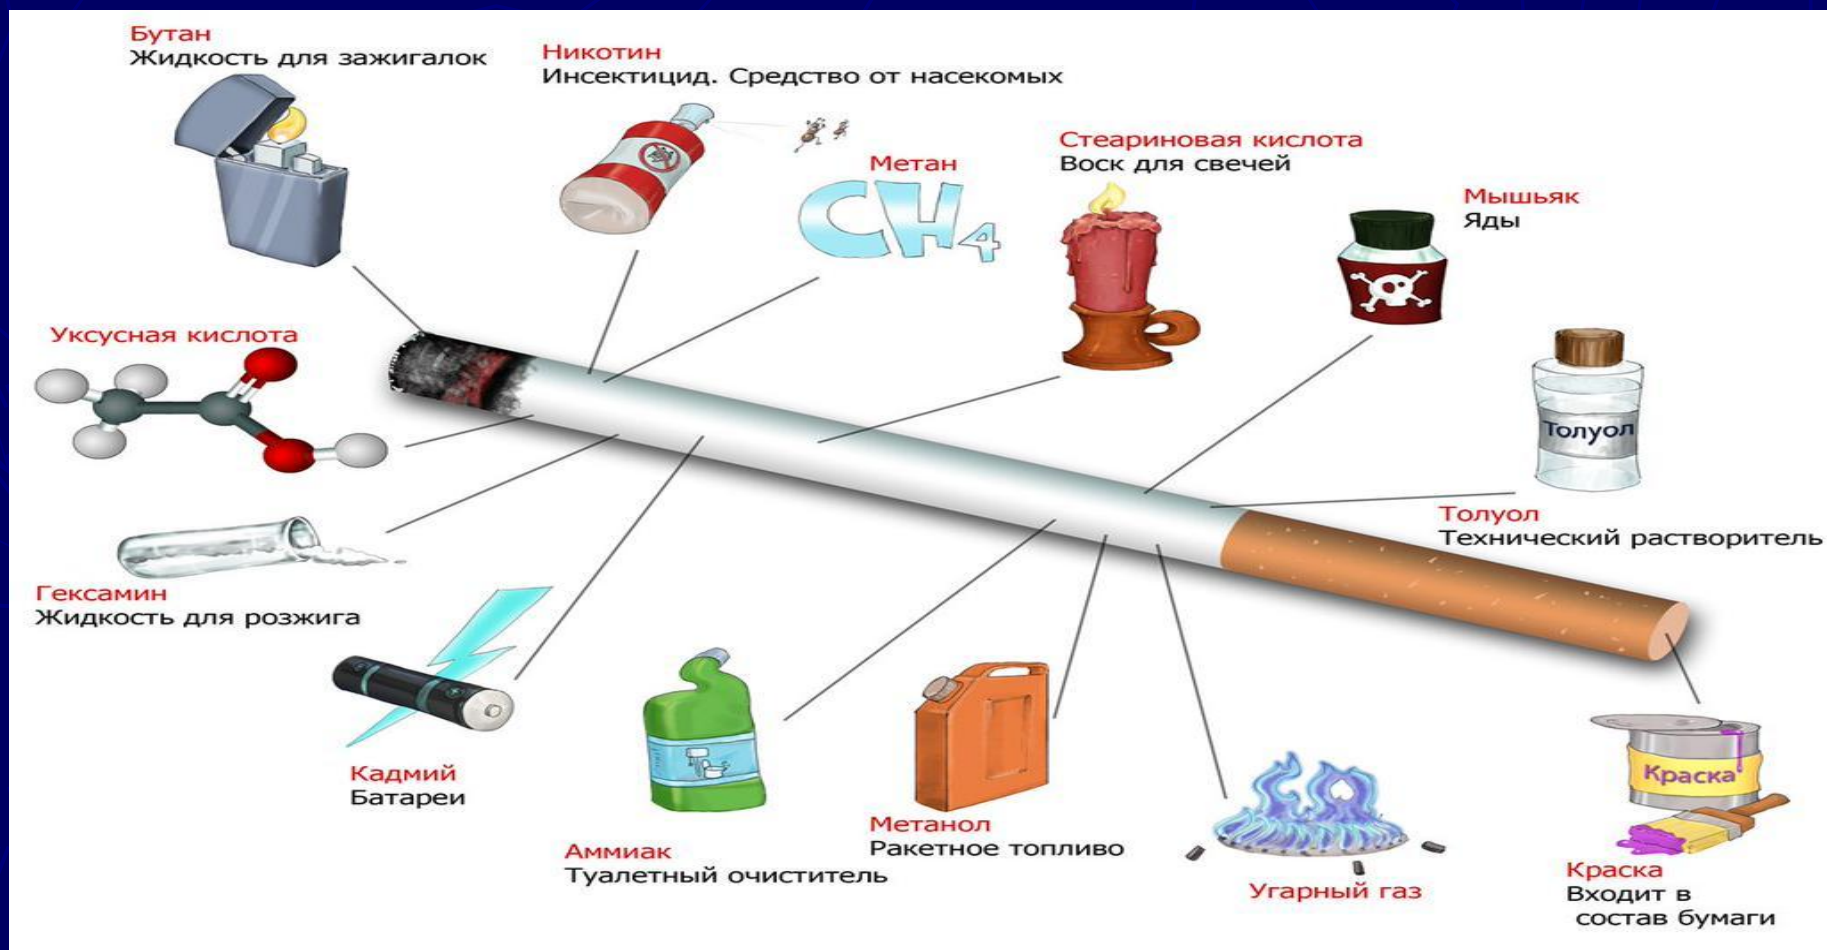 Бутан
Жидкость для зажигалок
Никотин
Инсектицид. Средство от насекомых
Метан
CH4
Стеариновая кислота
Воск для свечей
Мышьяк
Яды
Уксусная кислота
Толуол
Толуол
Технический растворитель
Гексамин
Жидкость для розжига
Кадмий
Батареи
Аммиак
Туалетный очиститель
Метанол
Ракетное топливо
Угарный газ
Краска
Краска
Входит в
состав бумаги